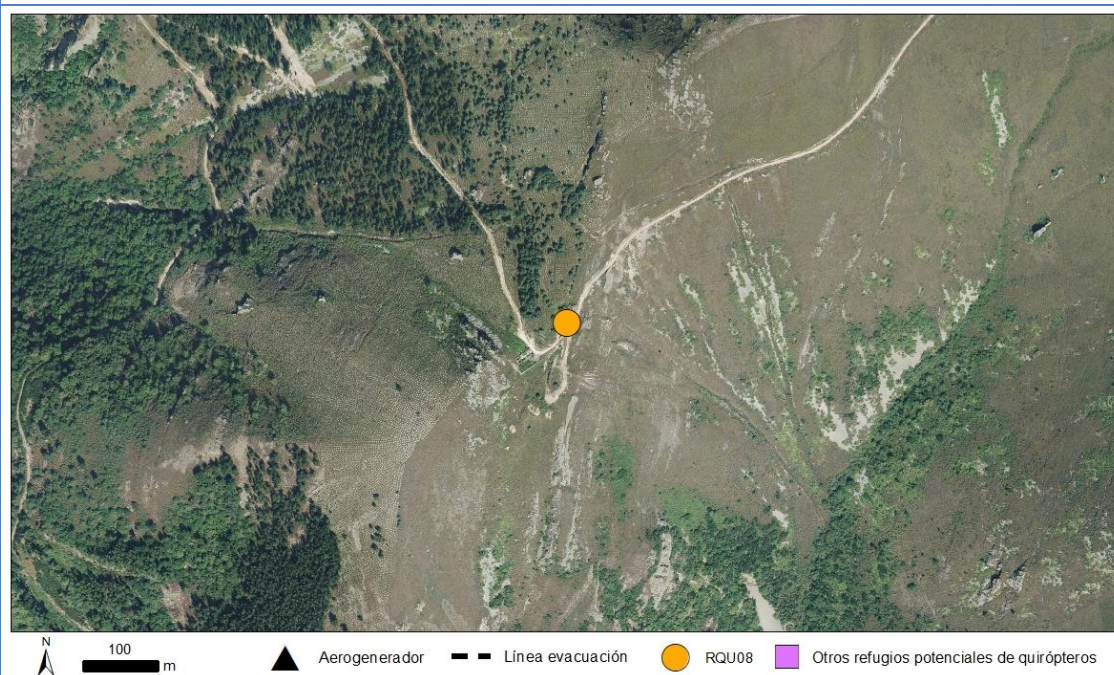 N
100
m
Aerogenerador
Línea evacuación
RQU08
Otros refugios potenciales de quirópteros